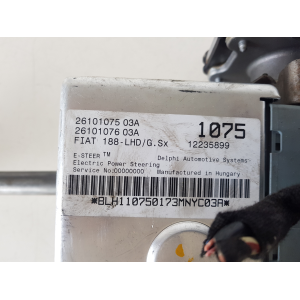 26101075 03A
26101076 03A
1075
FIAT 188-LHD/G.Sx 12235899
E-STEER™ Delphi Automotive Systems
Electric Power Steering
Service No:00000000 Manufactured in Hungary
*BLH110750173MNYC03A*